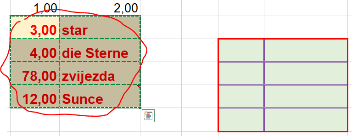 1,00 2,00
3,00 star
4,00 die Sterne
78,00 zvijezda
12,00 Sunce